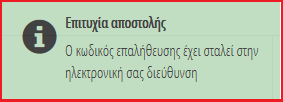 Επιτυχία αποστολής
Ο κωδικός επαλήθευσης έχει σταλεί στην
ηλεκτρονική σας διεύθυνση